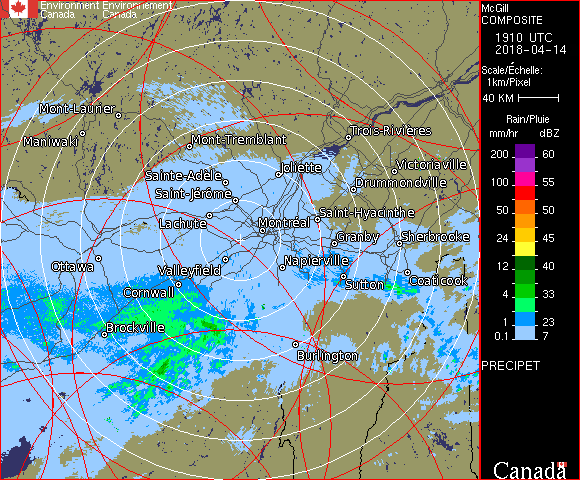 Environment Environnement
Canada Canada
McGill
COMPOSITE
1910 UTC
2018-04-14
Scale/Échelle:
1km/Pixel
40 KM
Rain/Pluie
mm/hr dBZ
200 60
100 55
50 50
24 45
12 40
4 33
1 23
0.1 7
PRECIPET
Canada
Mont-Laurier
Maniwaki
Mont-Tremblant
Trois-Rivières
Joliette
Victoriaville
Sainte-Adèle
Drummondville
Saint-Jérôme
Saint-Hyacinthe
Lachute
Montréal
Granby
Sherbrooke
Ottawa
Valleyfield
Napierville
Sutton
Coaticook
Cornwall
Brockville
Burlington